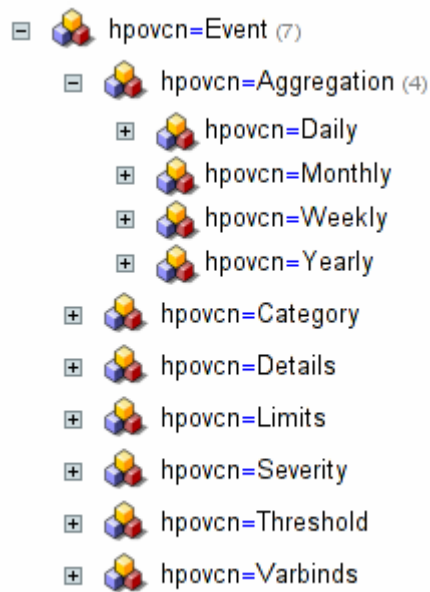 hpovcn=Event (7)
hpovcn=Aggregation (4)
hpovcn=Daily
hpovcn=Monthly
hpovcn=Weekly
hpovcn=Yearly
hpovcn=Category
hpovcn=Details
hpovcn=Limits
hpovcn=Severity
hpovcn=Threshold
hpovcn=Varbinds